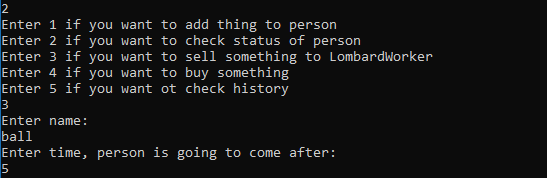 2
Enter 1 if you want to add thing to person
Enter 2 if you want to check status of person
Enter 3 if you want to sell something to LombardWorker
Enter 4 if you want to buy something
Enter 5 if you want ot check history
3
Enter name:
ball
Enter time, person is going to come after:
5